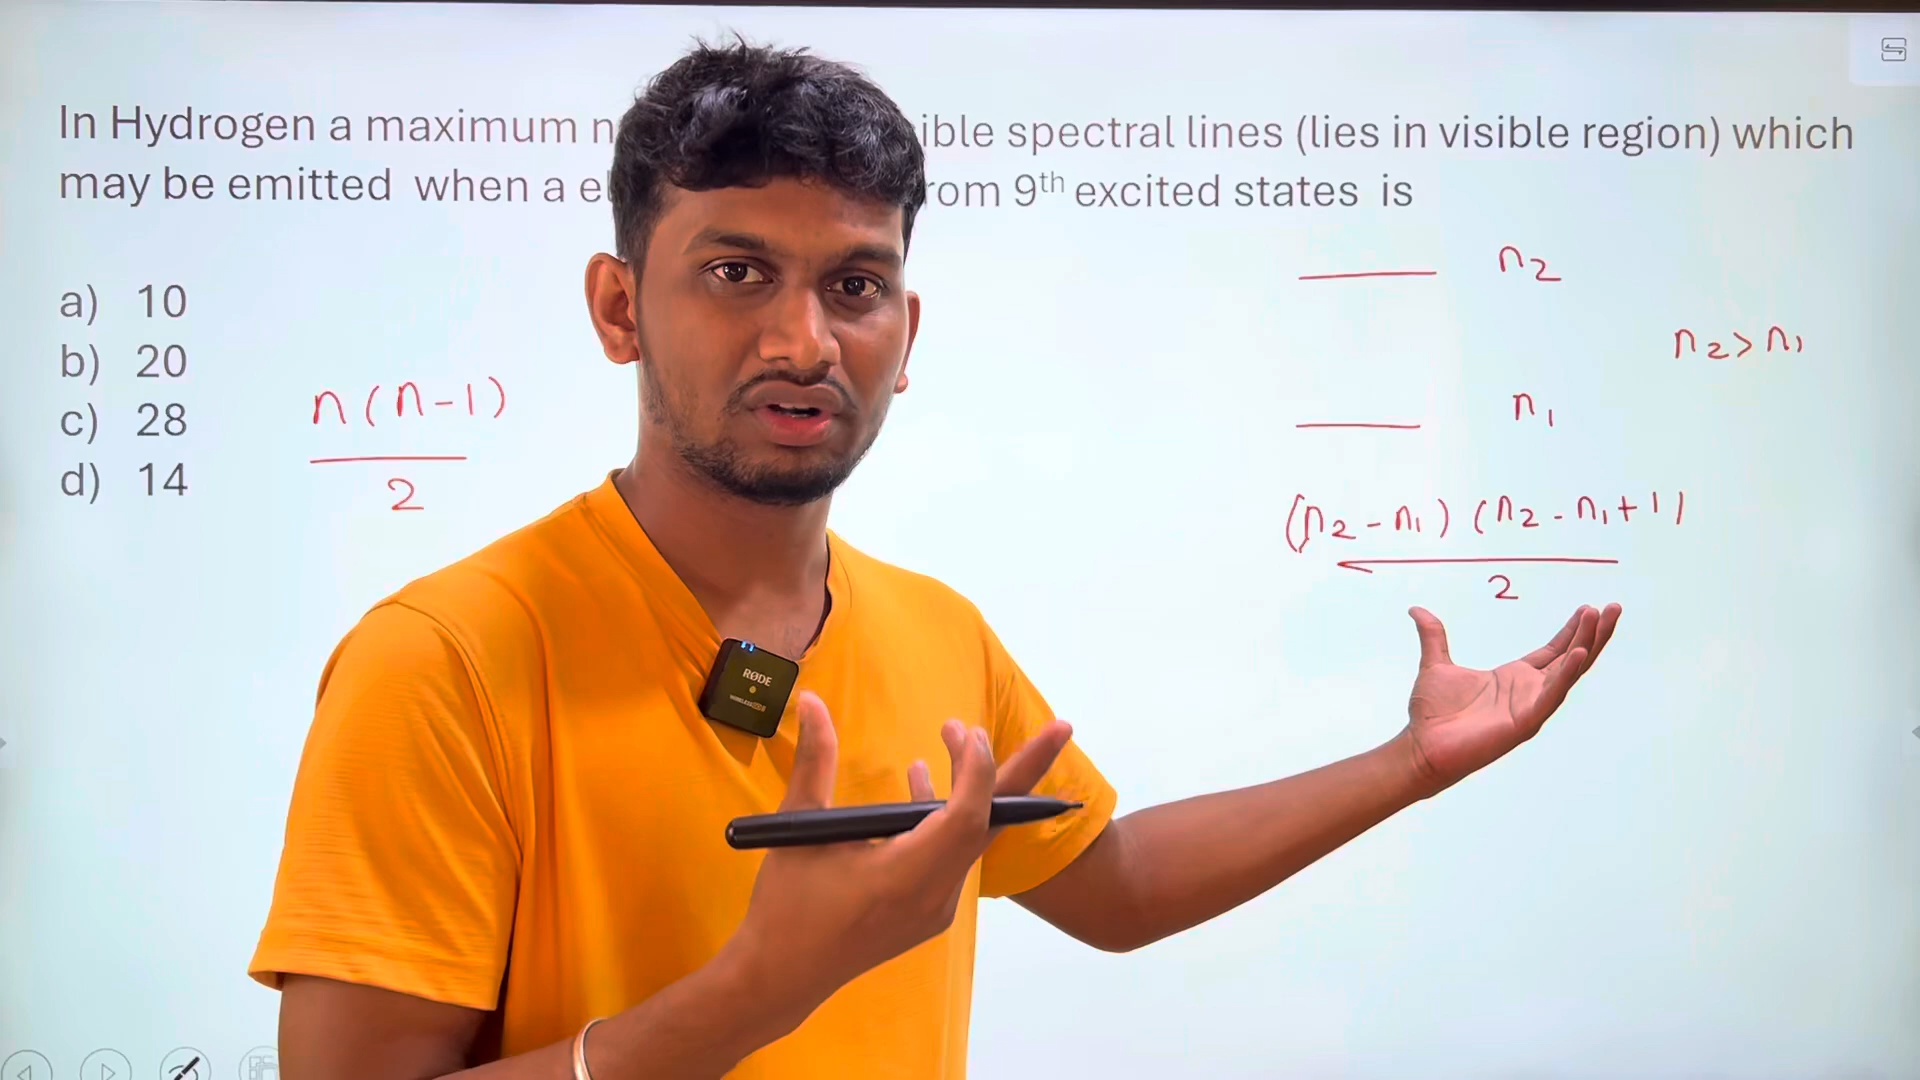 In Hydrogen a maximum n ible spectral lines (lies in visible region) which
may be emitted when a el rom 9th excited states is
a) 10
b) 20
c) 28
d) 14
n(n-1)
2
n2
n2>n1
n1
(n2-n1) (n2-n1+1)
2
RØDE